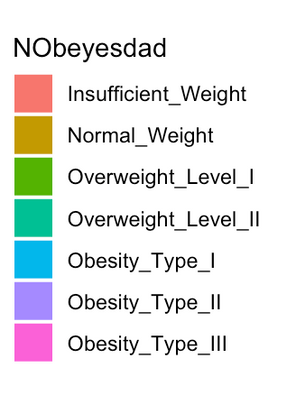 NObeyesdad
Insufficient_Weight
Normal_Weight
Overweight_Level_I
Overweight_Level_II
Obesity_Type_I
Obesity_Type_II
Obesity_Type_III